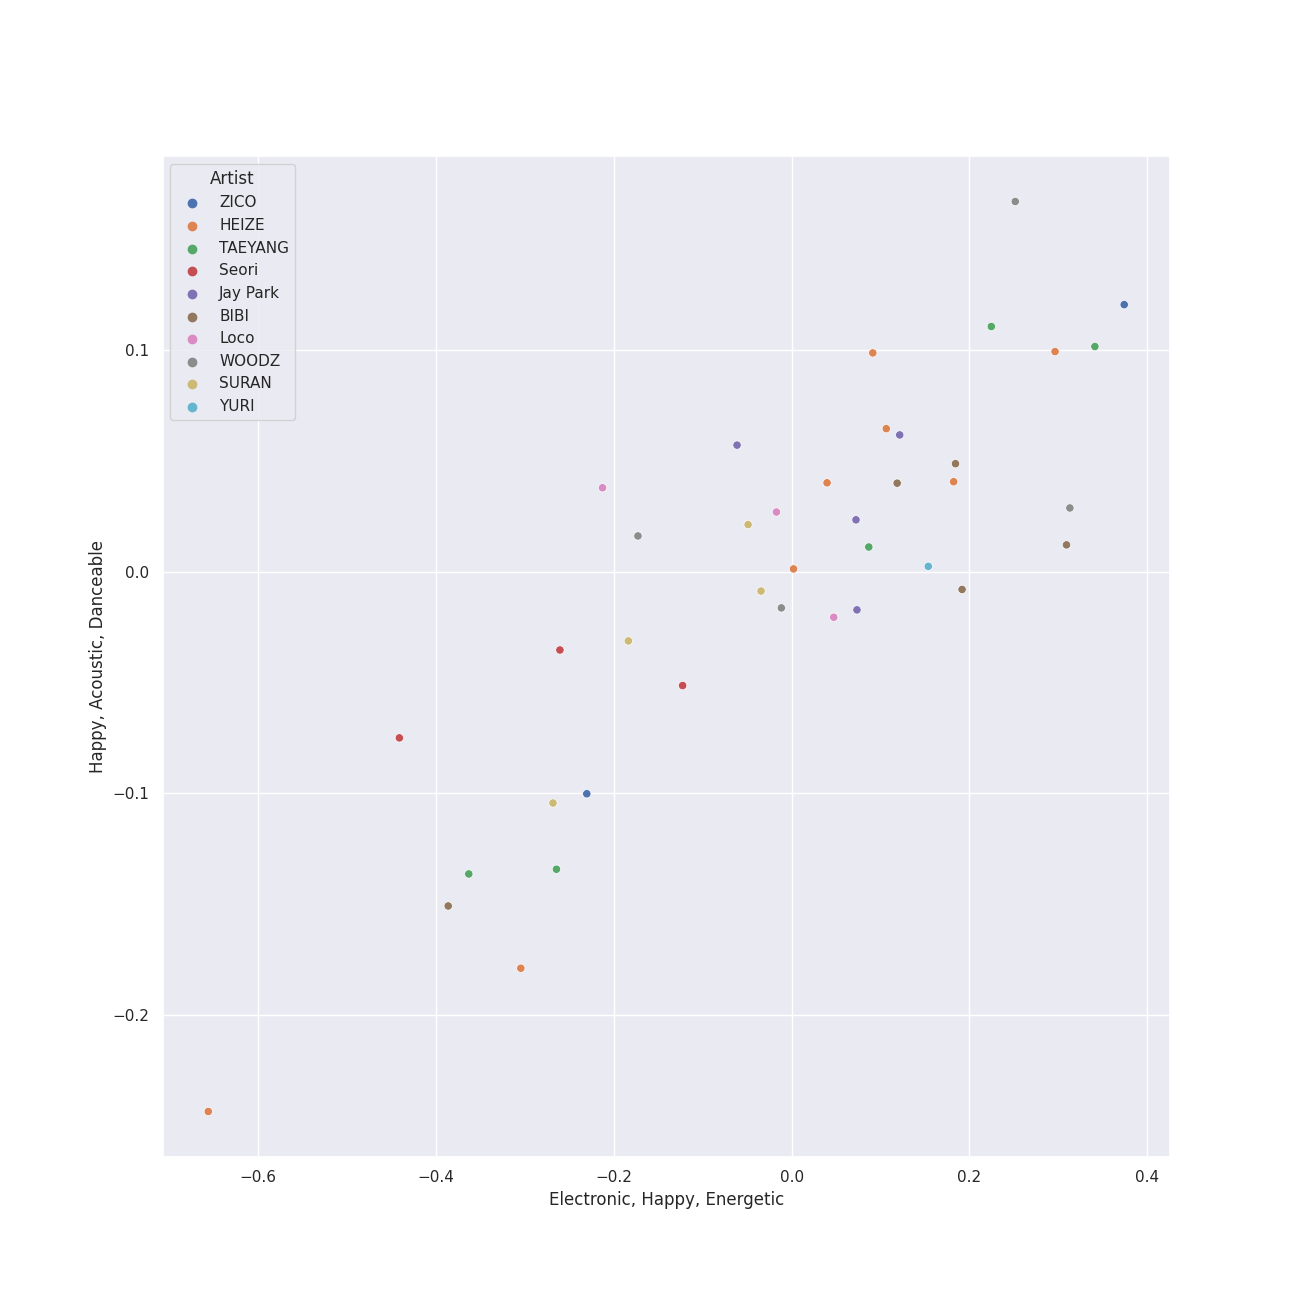 Artist
ZICO
HEIZE
TAEYANG
Seori
Jay Park
BIBI
Loco
WOODZ
SURAN
YURI
0.1
0.0
−0.1
−0.2
Happy, Acoustic, Danceable
−0.6 −0.4 −0.2 0.0 0.2 0.4
Electronic, Happy, Energetic